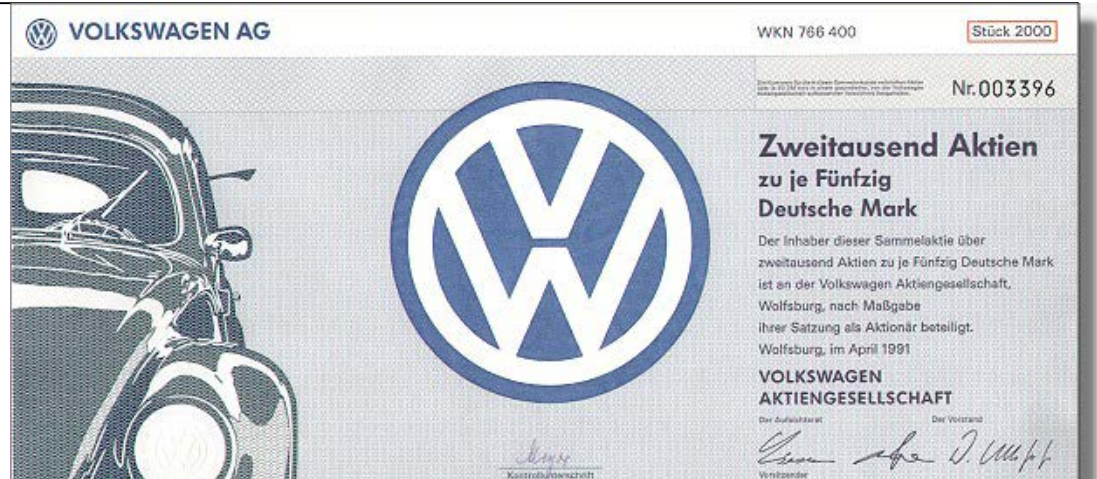 VOLKSWAGEN AG
WKN 766 400
Stück 2000
Nr. 003396
Zweitausend Aktien
zu je Fünfzig
Deutsche Mark
Der Inhaber dieser Sammelaktie über
zweitausend Aktien zu je Fünfzig Deutsche Mark
ist an der Volkswagen Aktiengesellschaft,
Wolfsburg, nach Maßgabe
ihrer Satzung als Aktionär beteiligt.
Wolfsburg, im April 1991
VOLKSWAGEN
AKTIENGESELLSCHAFT
Der Aufsichtsrat Der Vorstand
Vorsitzender
Kontrollunterschrift